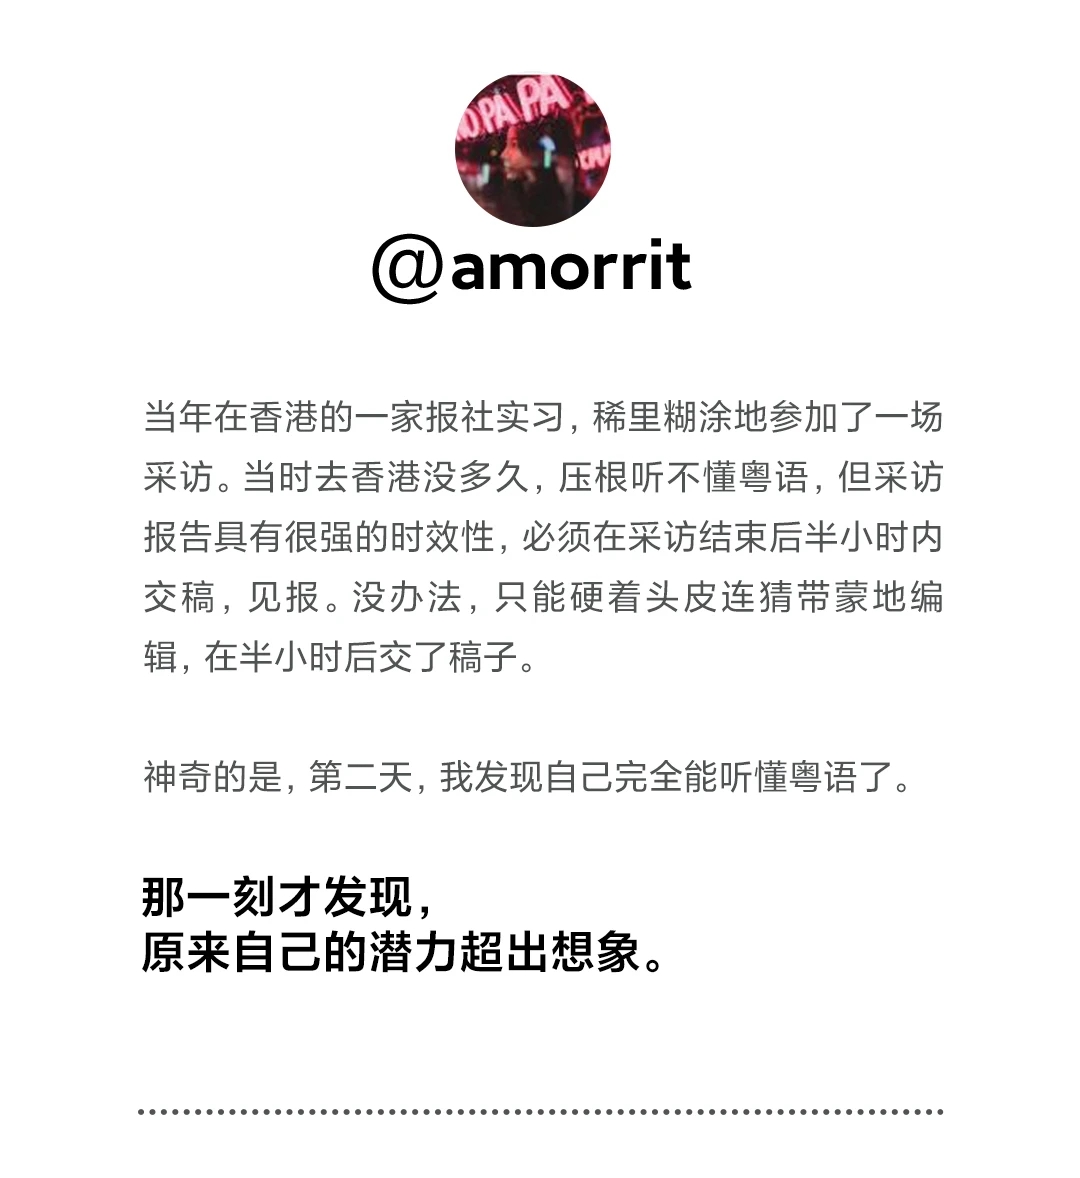 NO PA PA
@amorrit
当年在香港的一家报社实习，稀里糊涂地参加了一场
采访。当时去香港没多久，压根听不懂粤语，但采访
报告具有很强的时效性，必须在采访结束后半小时内
交稿，见报。没办法，只能硬着头皮连猜带蒙地编
辑，在半小时后交了稿子。
神奇的是，第二天，我发现自己完全能听懂粤语了。
那一刻才发现，
原来自己的潜力超出想象。